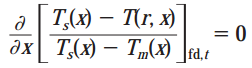 ∂/∂x [ (T_s(x) − T(r, x)) / (T_s(x) − T_m(x)) ]_fd,t = 0